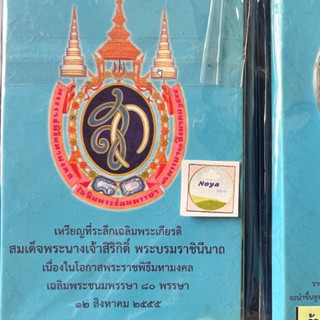 Noya
เหรียญที่ระลึกเฉลิมพระเกียรติ
สมเด็จพระนางเจ้าสิริกิติ์ พระบรมราชินีนาถ
เนื่องในโอกาสพระราชพิธีมหามงคล
เฉลิมพระชนมพรรษา ๘๐ พรรษา
๑๒ สิงหาคม ๒๕๕๕